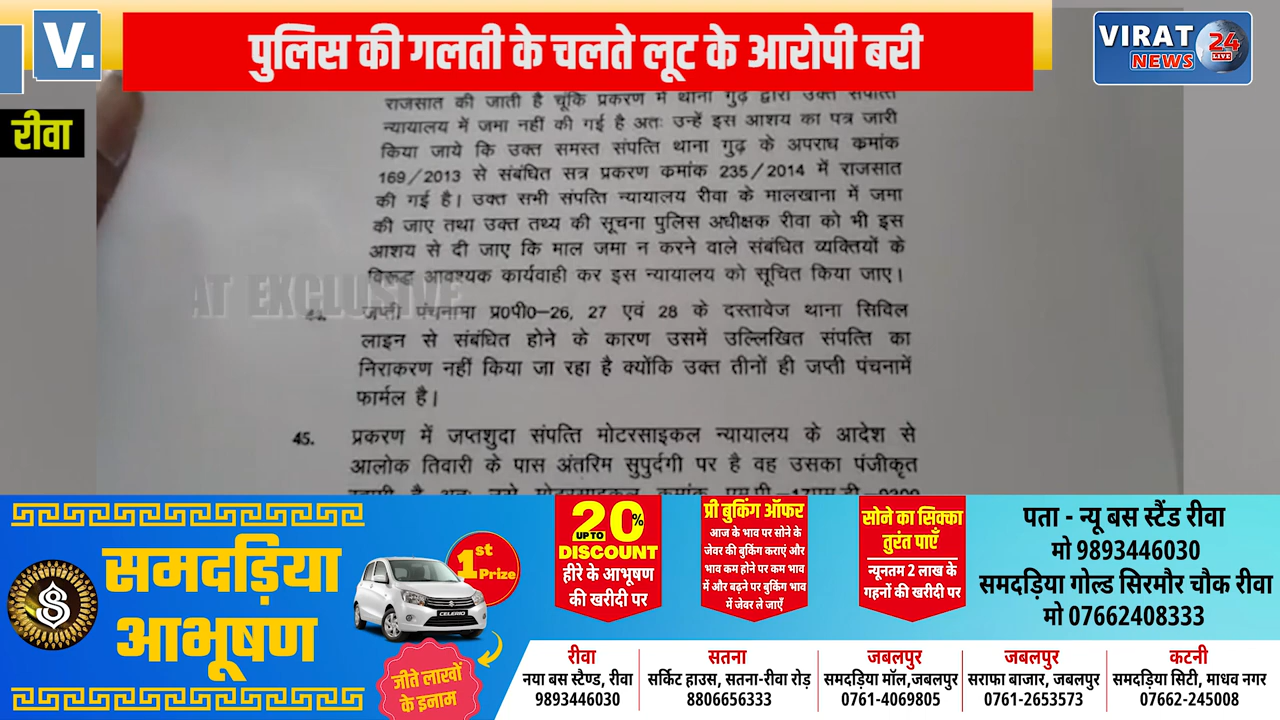 V.
पुलिस की गलती के चलते लूट के आरोपी बरी
VIRAT
NEWS
24
LIVE
रीवा
राजसात की जाती है चूंकि प्रकरण में थाना गुढ़ द्वारा उक्त संपत्ति
न्यायालय में जमा नहीं की गई है अतः उन्हें इस आशय का पत्र जारी
किया जाये कि उक्त समस्त संपत्ति थाना गुढ़ के अपराध कमांक
169/2013 से संबंधित सत्र प्रकरण कमांक 235/2014 में राजसात
की गई है। उक्त सभी संपत्ति न्यायालय रीवा के मालखाना में जमा
की जाए तथा उक्त तथ्य की सूचना पुलिस अधीक्षक रीवा को भी इस
आशय से दी जाए कि माल जमा न करने वाले संबंधित व्यक्तियों के
विरूद्ध आवश्यक कार्यवाही कर इस न्यायालय को सूचित किया जाए।
AT EXCLUSIVE
जप्ती पंचनामा प्र0पी0-26, 27 एवं 28 के दस्तावेज थाना सिविल
लाइन से संबंधित होने के कारण उसमें उल्लिखित संपत्ति का
निराकरण नहीं किया जा रहा है क्योंकि उक्त तीनों ही जप्ती पंचनामें
फार्मल है।
45. प्रकरण में जप्तशुदा संपत्ति मोटरसाइकल न्यायालय के आदेश से
आलोक तिवारी के पास अंतरिम सुपुर्दगी पर है वह उसका पंजीकृत
S
समदड़िया
आभूषण
1st
Prize
CELERIO
जीते लाखों
के इनाम
20%
UP TO
DISCOUNT
हीरे के आभूषण
की खरीदी पर
प्री बुकिंग ऑफर
आज के भाव पर सोने के
जेवर की बुकिंग कराएं और
भाव कम होने पर कम भाव
में और बढ़ने पर बुकिंग भाव
में जेवर ले जाएँ
सोने का सिक्का
तुरंत पाएँ
न्यूनतम 2 लाख के
गहनों की खरीदी पर
पता - न्यू बस स्टैंड रीवा
मो 9893446030
समदड़िया गोल्ड सिरमौर चौक रीवा
मो 07662408333
रीवा
नया बस स्टैण्ड, रीवा
9893446030
सतना
सर्किट हाउस, सतना-रीवा रोड़
8806656333
जबलपुर
समदड़िया मॉल,जबलपुर
0761-4069805
जबलपुर
सराफा बाजार, जबलपुर
0761-2653573
कटनी
समदड़िया सिटी, माधव नगर
07662-245008